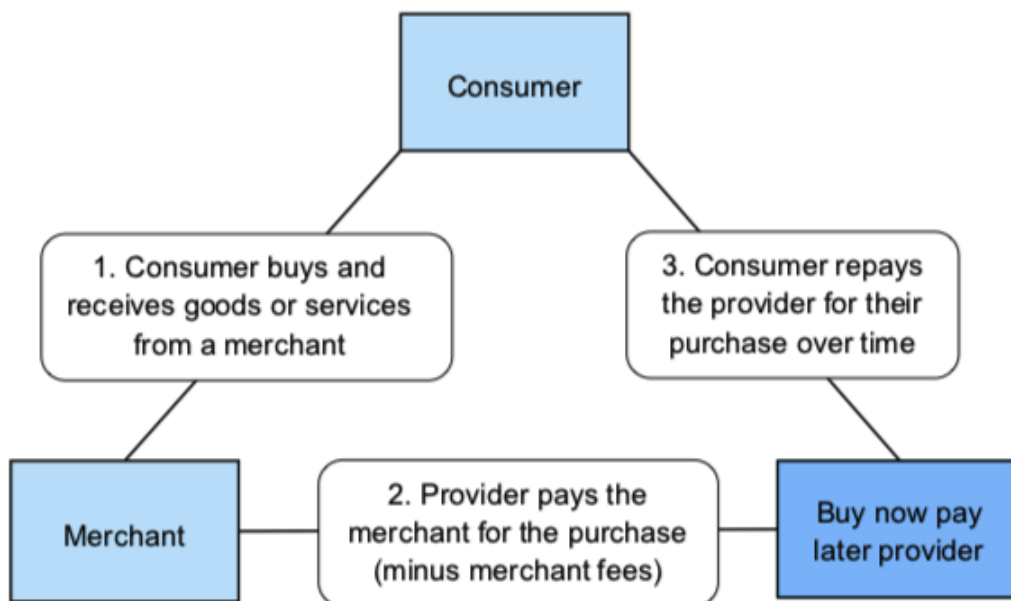 Consumer
1. Consumer buys and
receives goods or services
from a merchant
3. Consumer repays
the provider for their
purchase over time
Merchant
2. Provider pays the
merchant for the purchase
(minus merchant fees)
Buy now pay
later provider